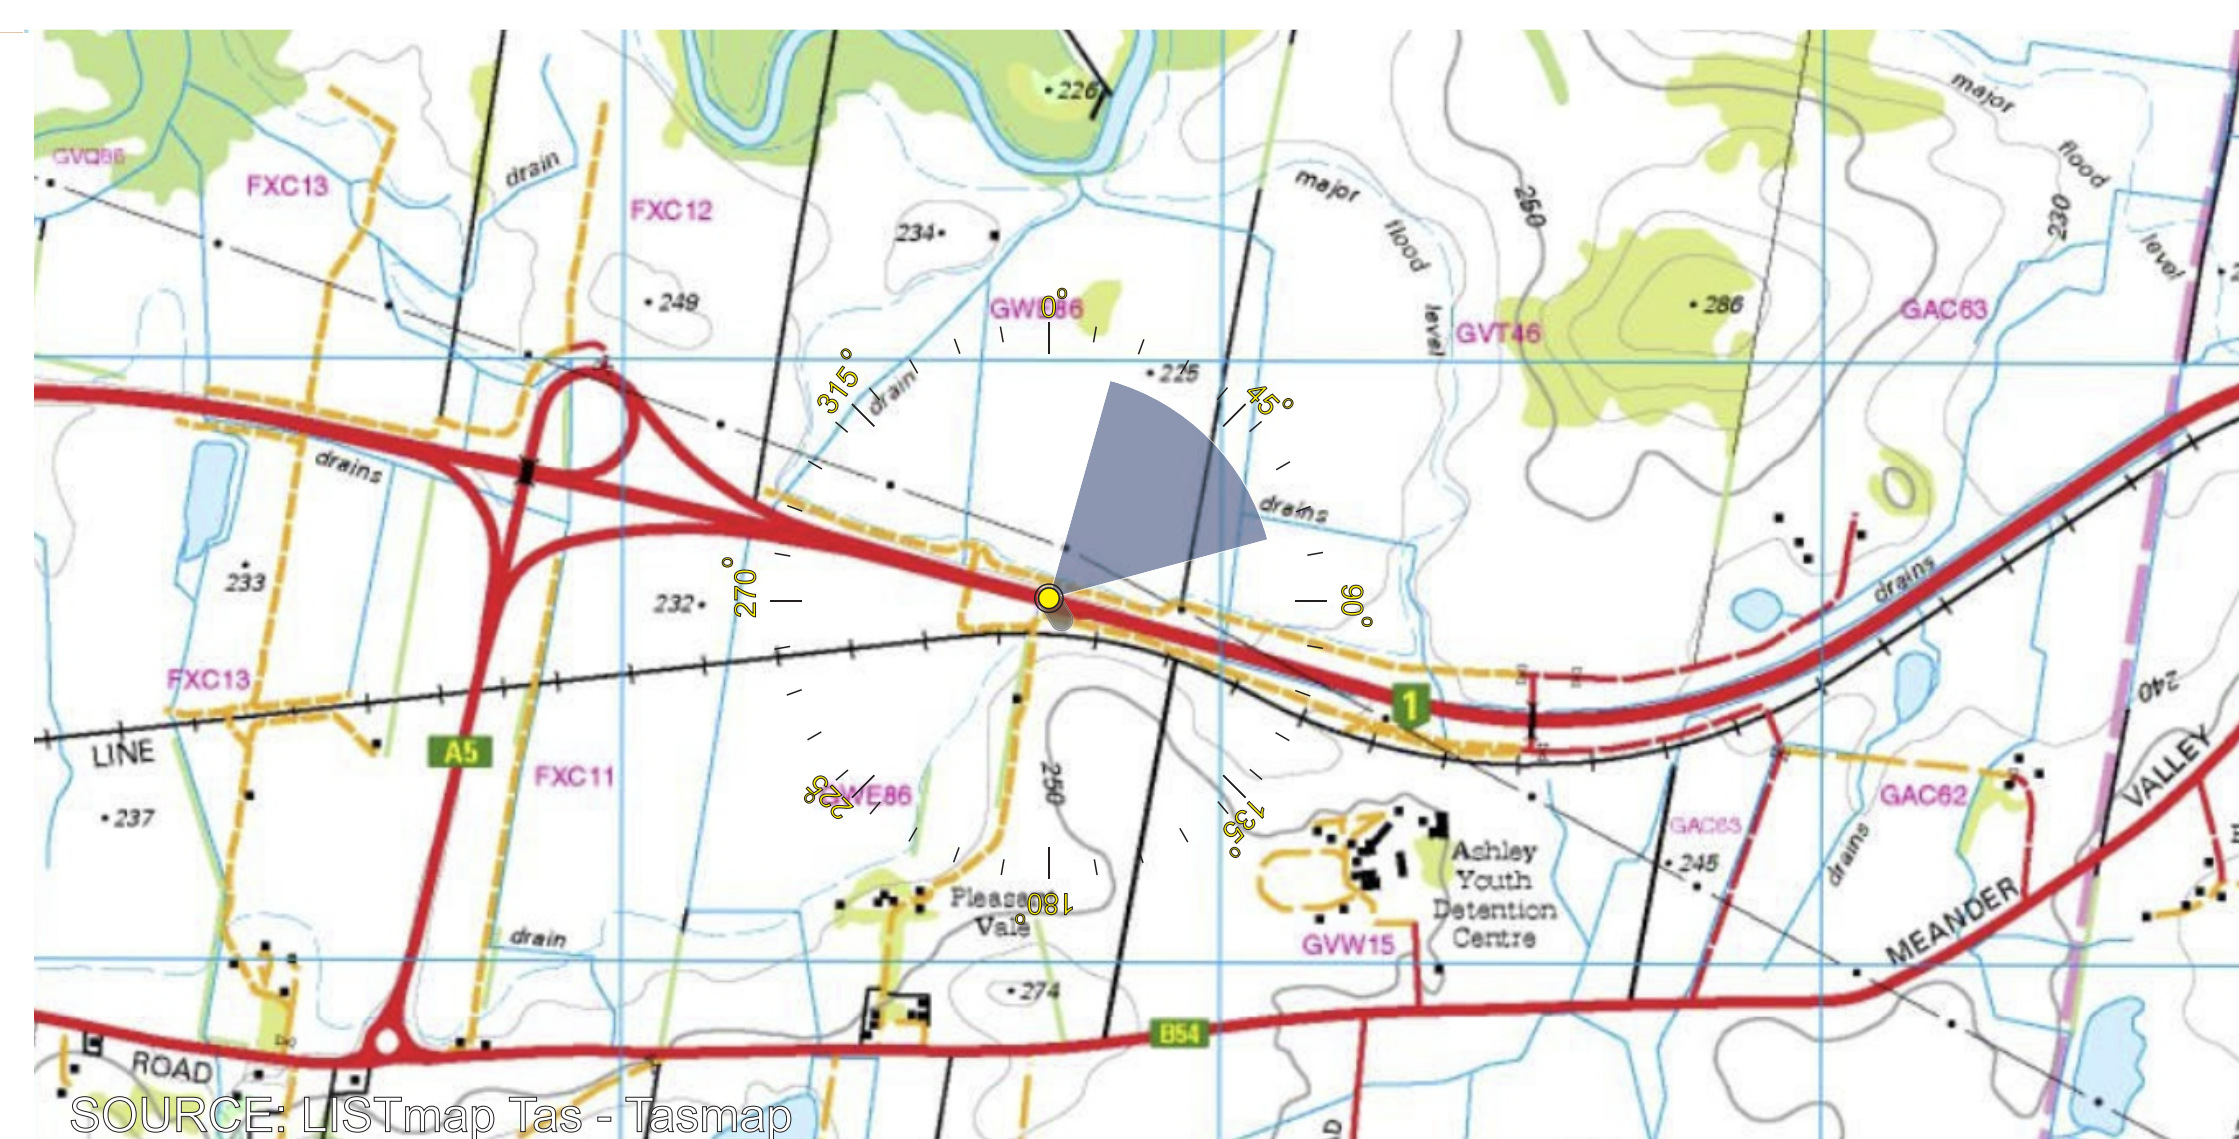 226
GVQ86
FXC13
drain
FXC12
234
249
GWE86
0°
major
flood
level
250
GVT46
286
GAC63
major
flood
level
230
315°
drain
225
45°
drains
drains
233
232
270°
90°
FXC13
LINE
A5
237
FXC11
1
drains
240
VALLEY
225°
GWE86
250
135°
Ashley
Youth
Detention
Centre
GAC63
245
GAC62
drains
Pleasant
Vale
180°
drain
GVW15
MEANDER
274
B54
ROAD
SOURCE: LISTmap Tas - Tasmap